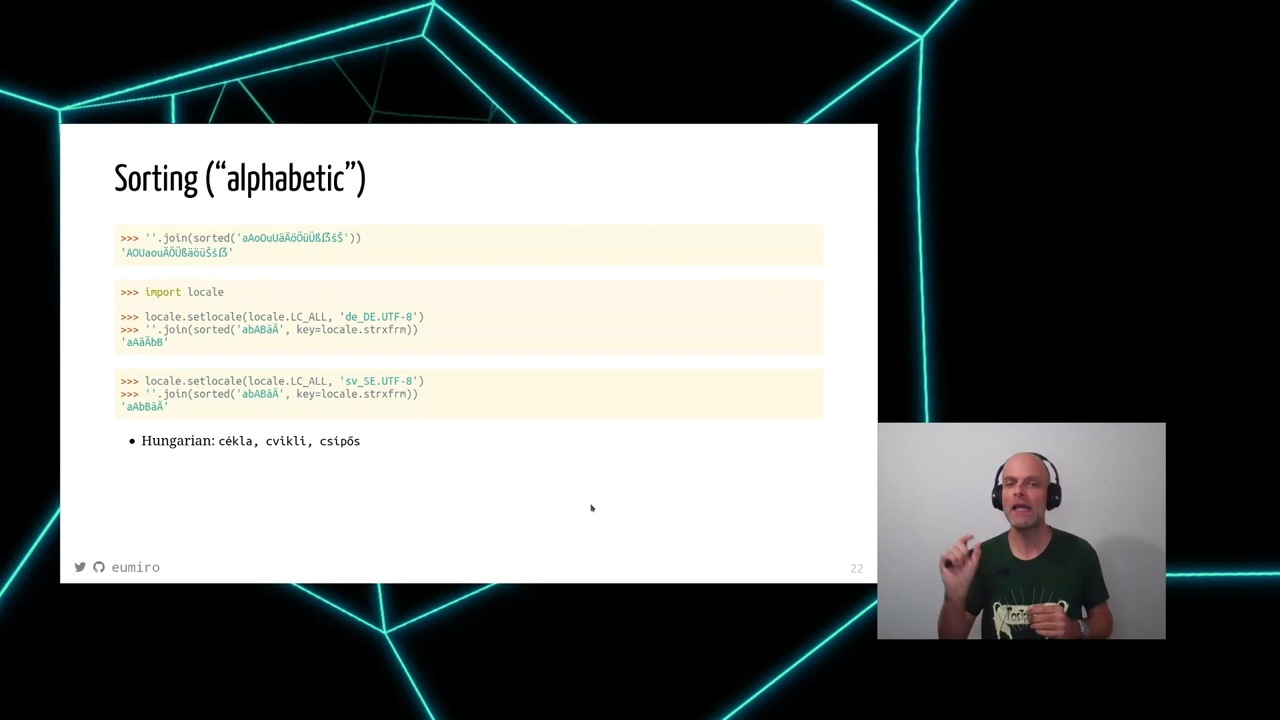 Sorting (“alphabetic”)
>>> ''.join(sorted('aAoOuUäÄöÖüÜßẞšŠ'))
'AOUaouÄÖÜßäöüŠšẞ'
>>> import locale
>>> locale.setlocale(locale.LC_ALL, 'de_DE.UTF-8')
>>> ''.join(sorted('abABäÄ', key=locale.strxfrm))
'aAäÄbB'
>>> locale.setlocale(locale.LC_ALL, 'sv_SE.UTF-8')
>>> ''.join(sorted('abABäÄ', key=locale.strxfrm))
'aAbBäÄ'
• Hungarian: cékla, cvikli, csipős
eumiro
22